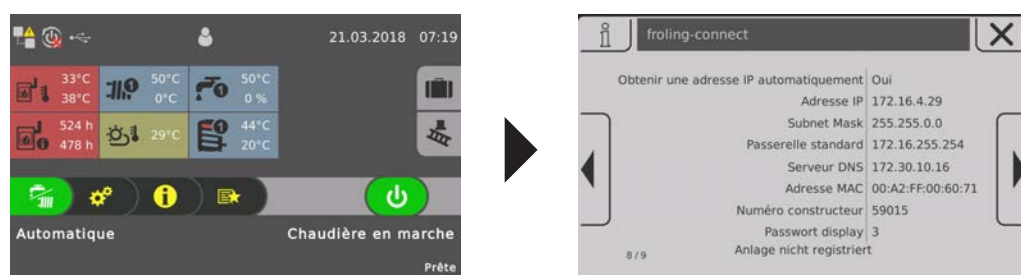 21.03.2018 07:19
33°C
38°C
0
50°C
0°C
0
50°C
0 %
524 h
478 h
29°C
0
44°C
20°C
Automatique
Chaudière en marche
Prête
froling-connect
Obtenir une adresse IP automatiquement Oui
Adresse IP 172.16.4.29
Subnet Mask 255.255.0.0
Passerelle standard 172.16.255.254
Serveur DNS 172.30.10.16
Adresse MAC 00:A2:FF:00:60:71
Numéro constructeur 59015
Passwort display 3
8/9 Anlage nicht registriert